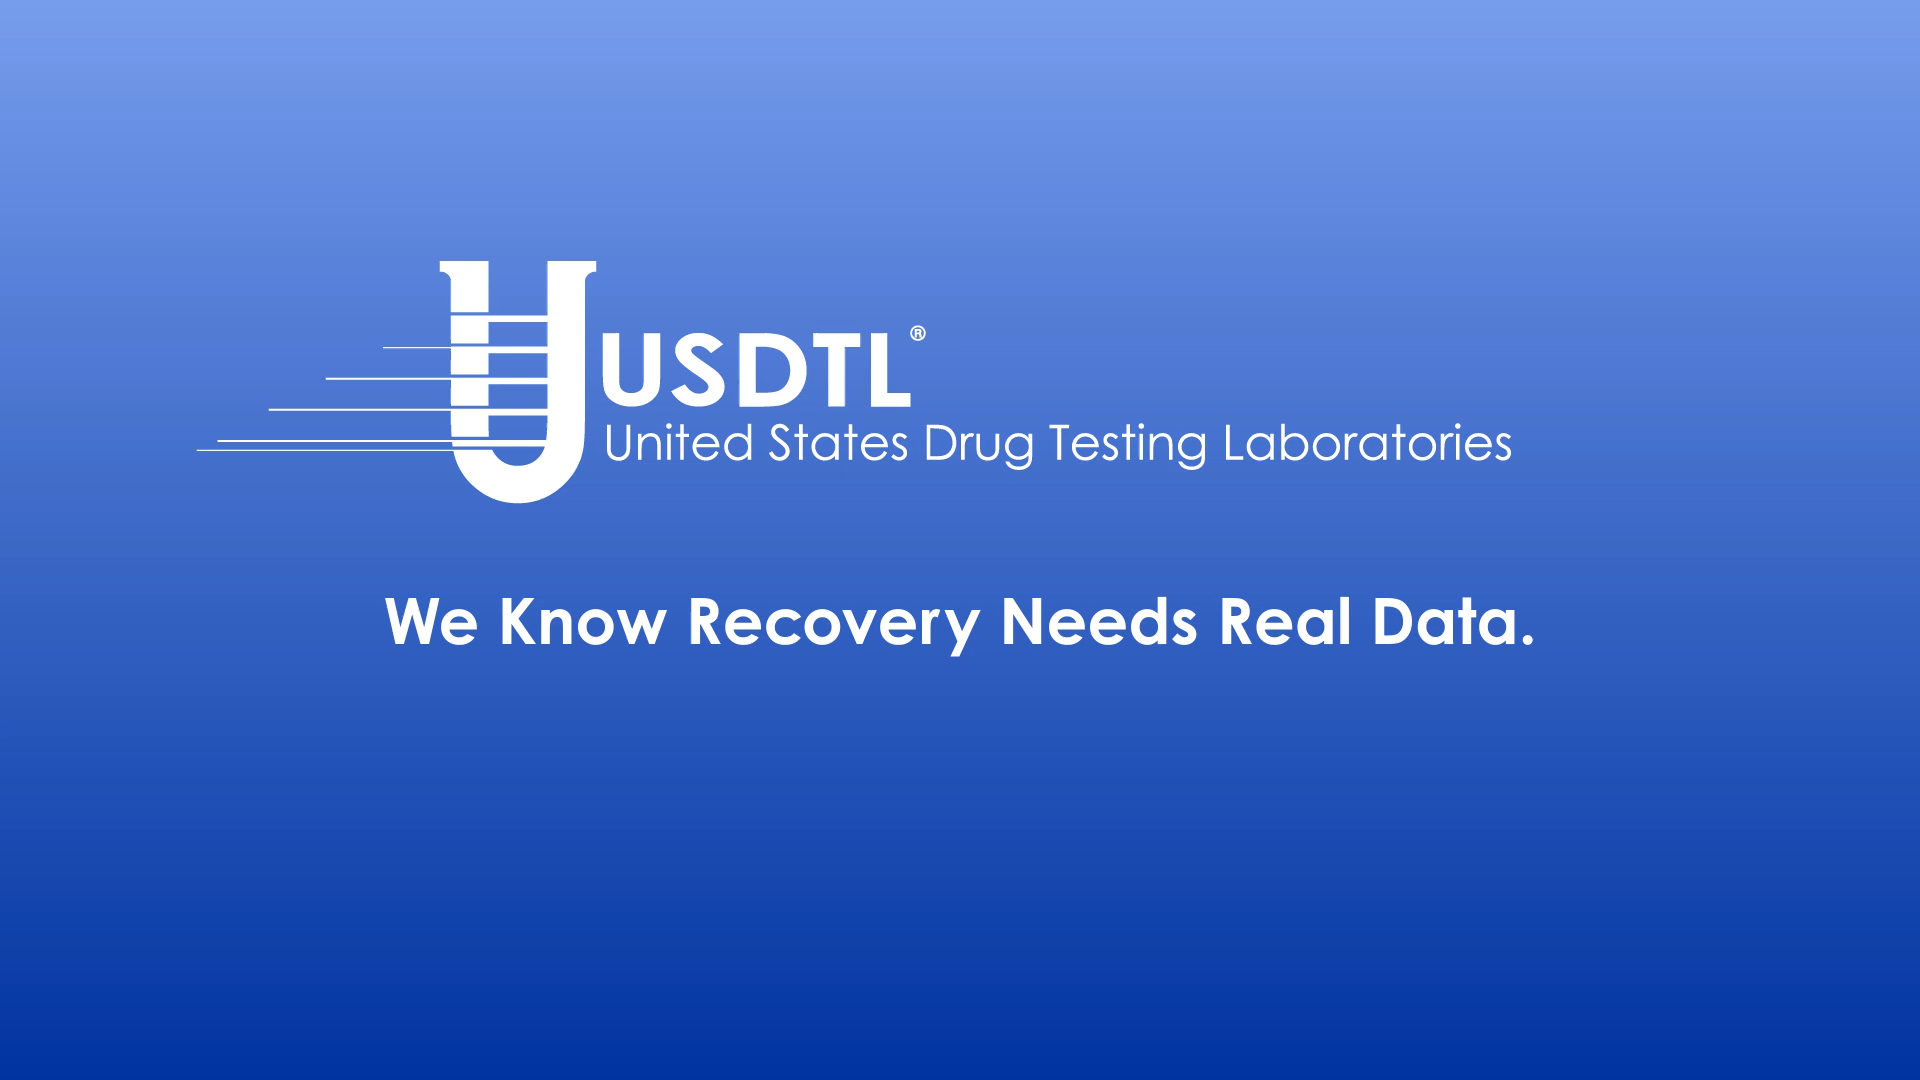 USDTL®
United States Drug Testing Laboratories
We Know Recovery Needs Real Data.